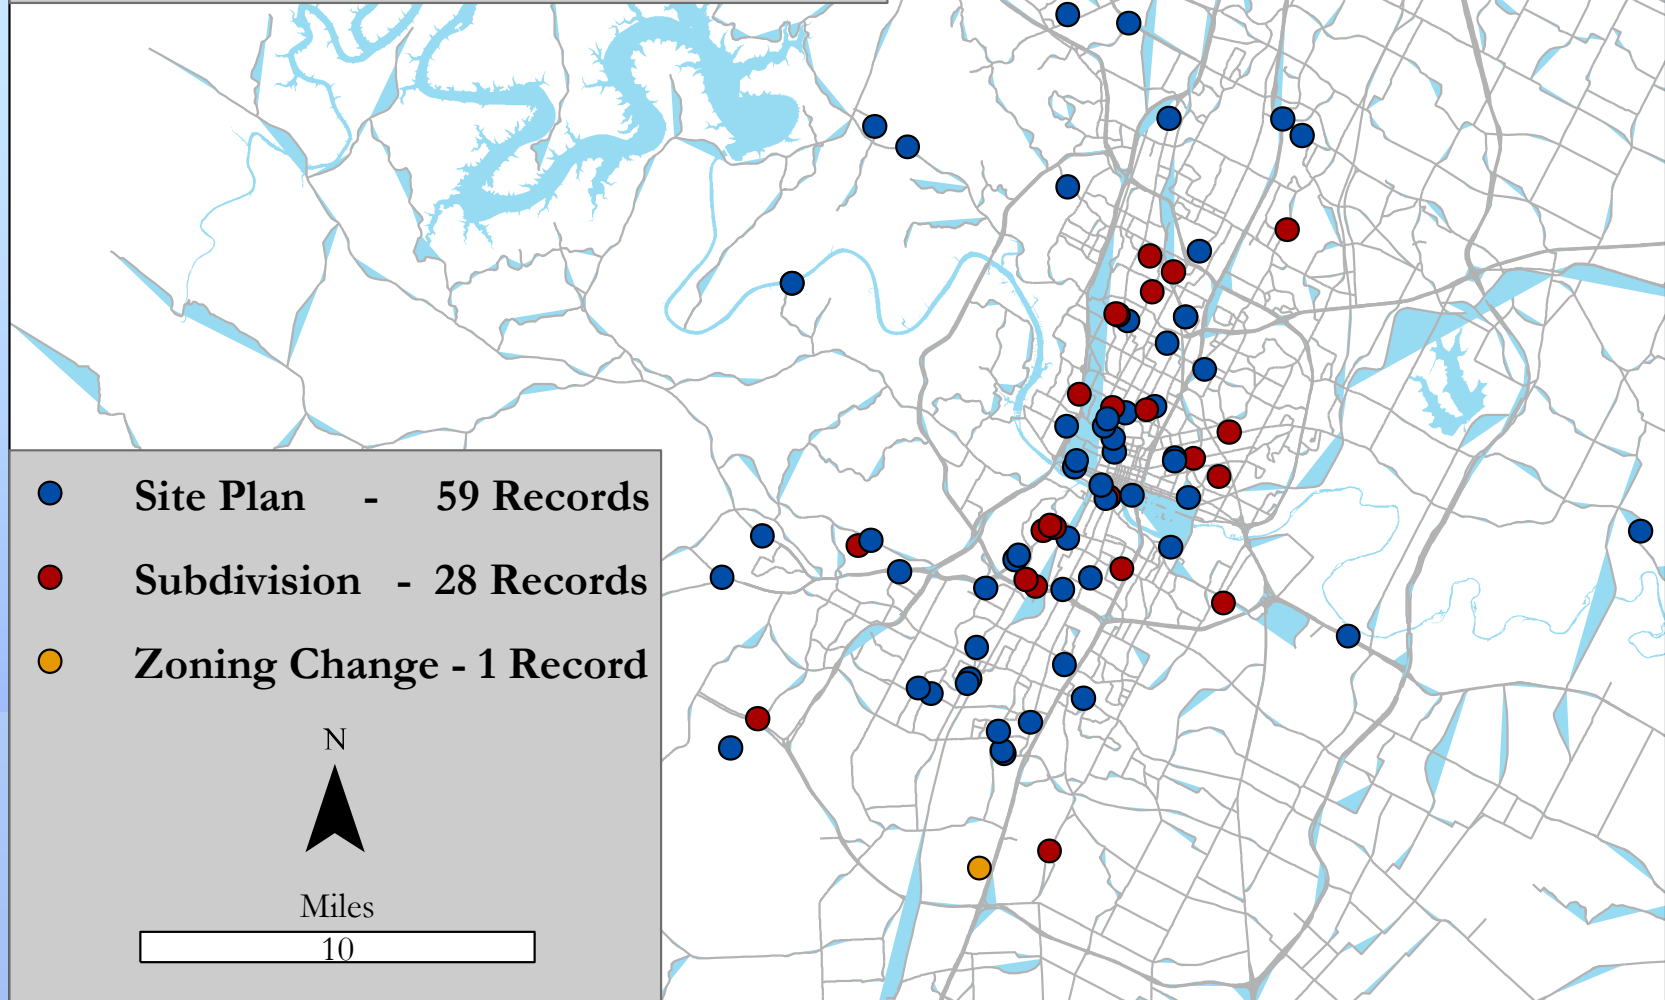 Site Plan - 59 Records
Subdivision - 28 Records
Zoning Change - 1 Record
N
Miles
10